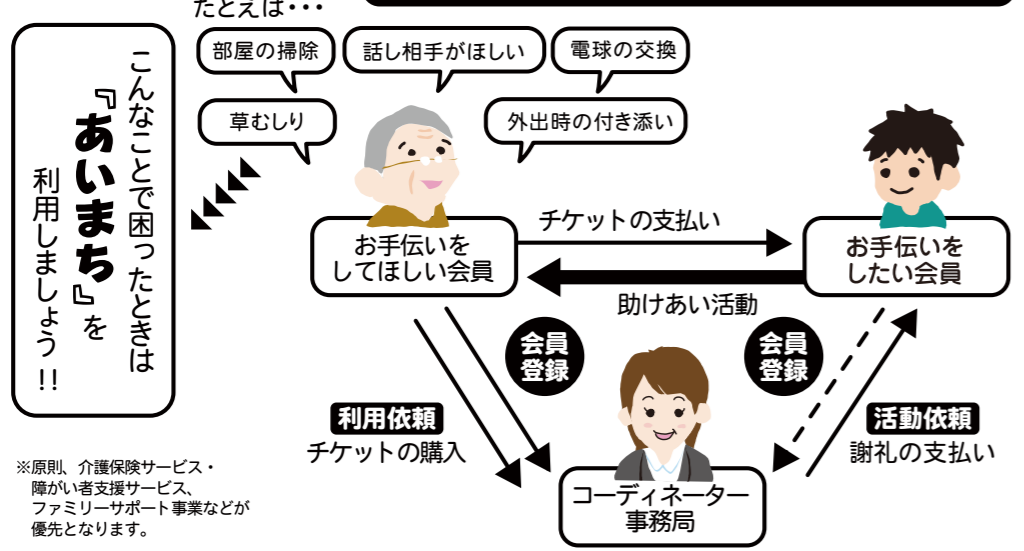 たとえば・・・
部屋の掃除
話し相手がほしい
電球の交換
草むしり
外出時の付き添い
こんなことで困ったときは
『あいまち』を
利用しましょう!!
お手伝いを
してほしい会員
チケットの支払い
お手伝いを
したい会員
助けあい活動
会員
登録
会員
登録
利用依頼
チケットの購入
活動依頼
謝礼の支払い
コーディネーター
事務局
※原則、介護保険サービス・
障がい者支援サービス、
ファミリーサポート事業などが
優先となります。